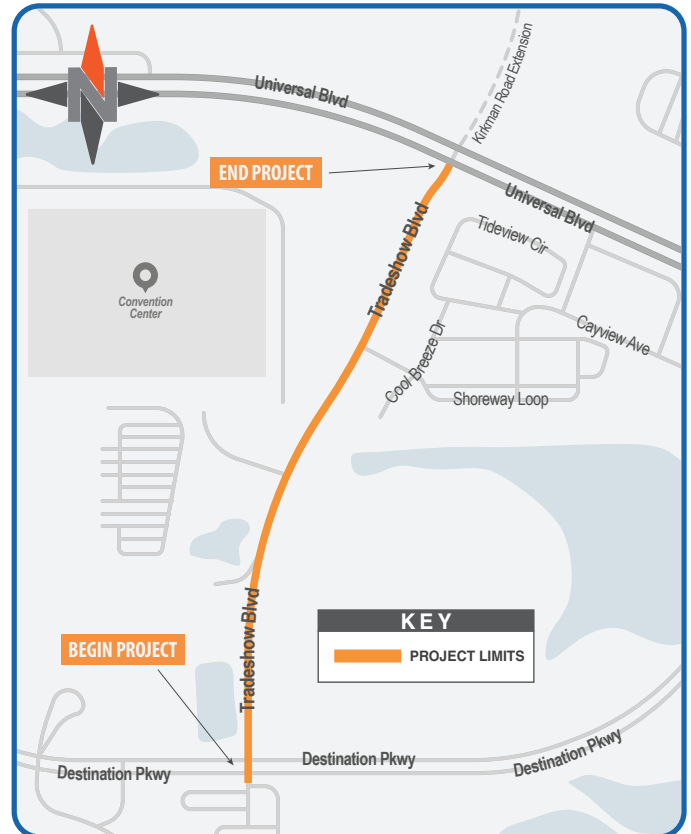 N
Universal Blvd
Kirkman Road Extension
END PROJECT
Universal Blvd
Tradeshow Blvd
Tideview Cir
Convention
Center
Cool Breeze Dr
Cayview Ave
Shoreway Loop
Tradeshow Blvd
KEY
PROJECT LIMITS
BEGIN PROJECT
Destination Pkwy
Destination Pkwy
Destination Pkwy